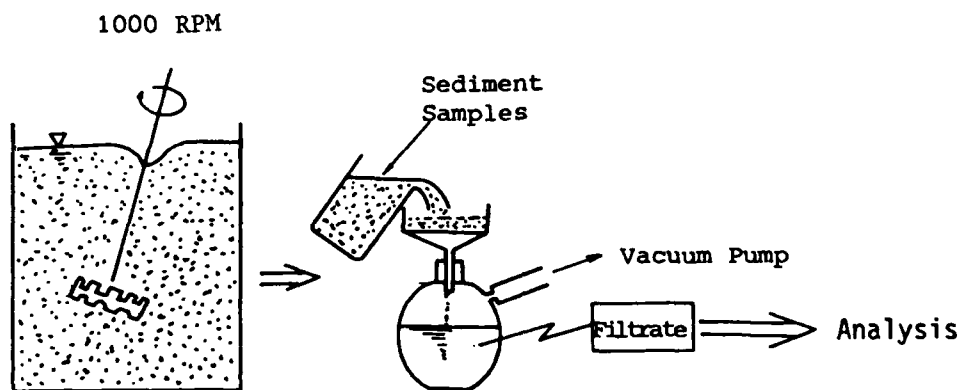 1000 RPM
Sediment
Samples
Vacuum Pump
Filtrate
Analysis